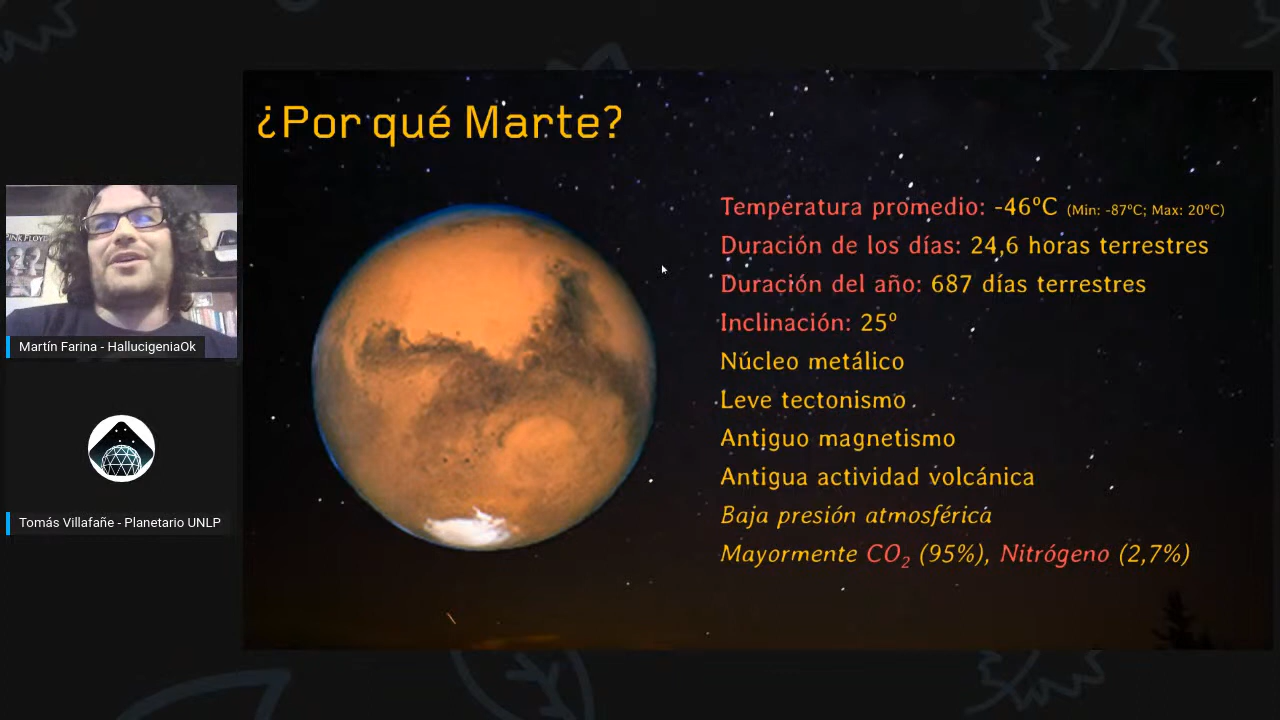 ¿Por qué Marte?
Temperatura promedio: -46ºC (Min: -87ºC; Max: 20ºC)
Duración de los días: 24,6 horas terrestres
Duración del año: 687 días terrestres
Inclinación: 25º
Núcleo metálico
Leve tectonismo
Antiguo magnetismo
Antigua actividad volcánica
Baja presión atmosférica
Mayormente CO₂ (95%), Nitrógeno (2,7%)
PINK FLOYD
Martín Farina - HallucigeniaOk
Tomás Villafañe - Planetario UNLP